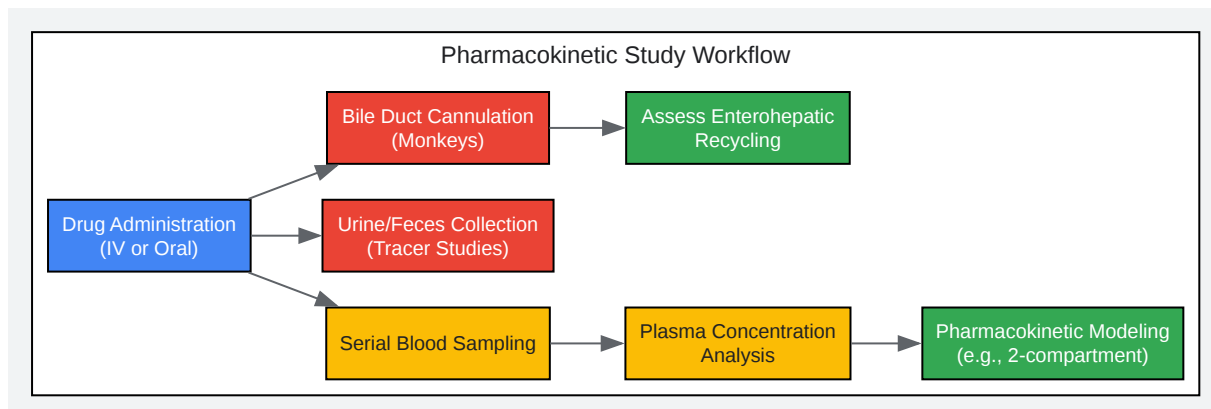 Pharmacokinetic Study Workflow
Bile Duct Cannulation
(Monkeys)
Assess Enterohepatic
Recycling
Drug Administration
(IV or Oral)
Urine/Feces Collection
(Tracer Studies)
Serial Blood Sampling
Plasma Concentration
Analysis
Pharmacokinetic Modeling
(e.g., 2-compartment)